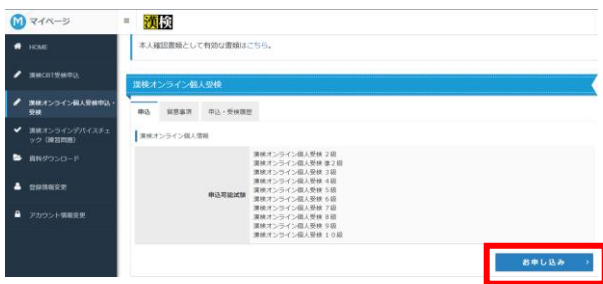 M マイページ
漢検
本人確認書類として有効な書類はこちら。
HOME
漢検CBT受検申込
漢検オンライン個人受検申込・
受検
漢検オンラインデバイスチェ
ック（練習問題）
資料ダウンロード
登録情報変更
アカウント情報変更
漢検オンライン個人受検
申込
留意事項
申込・受検履歴
漢検オンライン個人情報
申込可能試験
漢検オンライン個人受検 2級
漢検オンライン個人受検 準2級
漢検オンライン個人受検 3級
漢検オンライン個人受検 4級
漢検オンライン個人受検 5級
漢検オンライン個人受検 6級
漢検オンライン個人受検 7級
漢検オンライン個人受検 8級
漢検オンライン個人受検 9級
漢検オンライン個人受検 10級
お申し込み